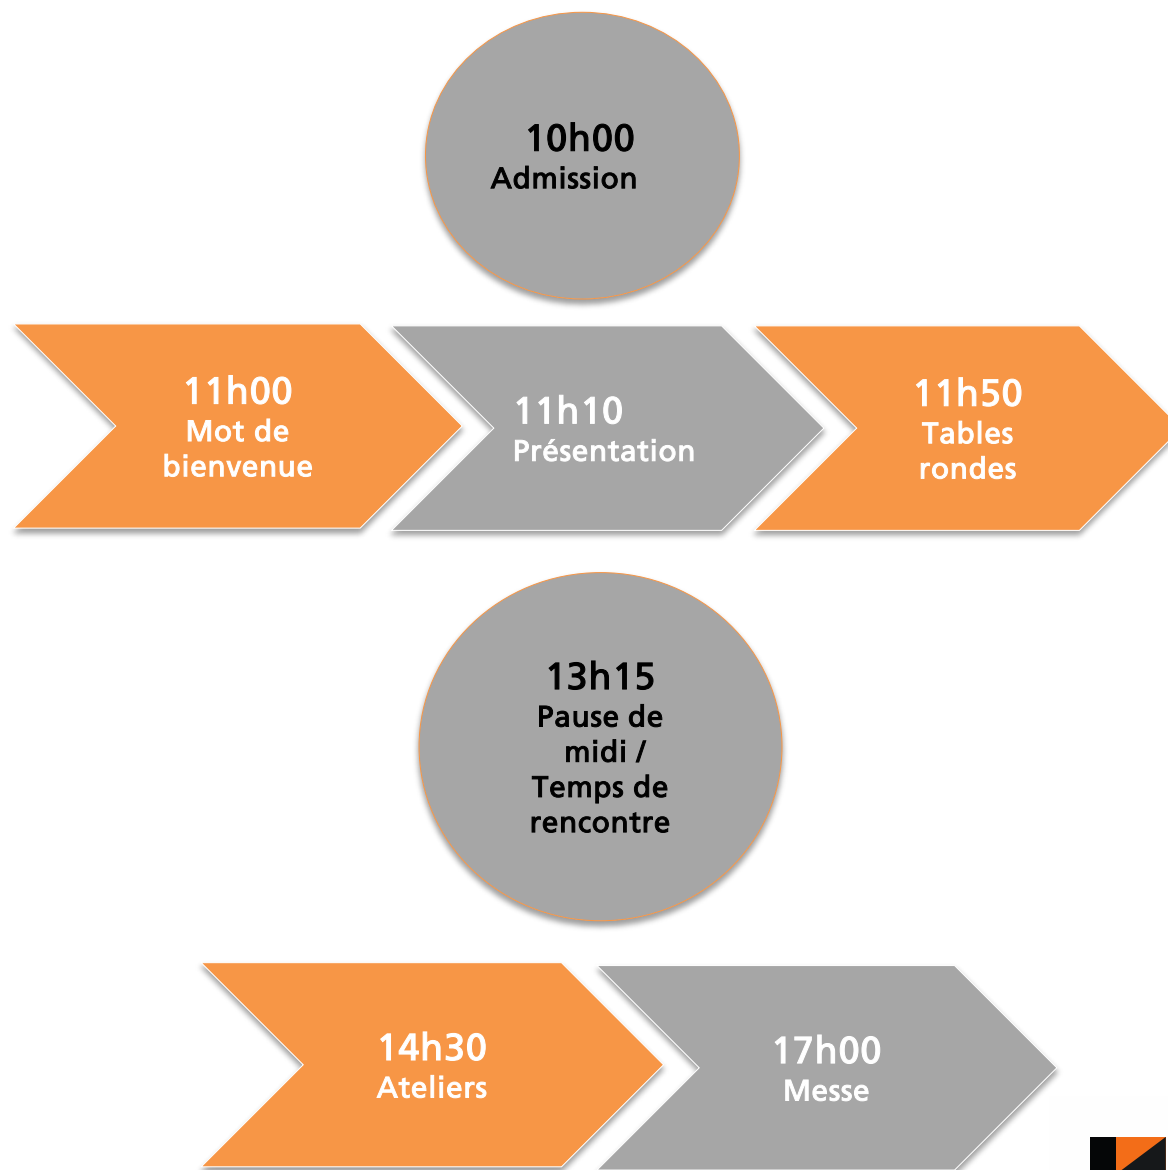 10h00
Admission
11h00
Mot de
bienvenue
11h10
Présentation
11h50
Tables
rondes
13h15
Pause de
midi /
Temps de
rencontre
14h30
Ateliers
17h00
Messe